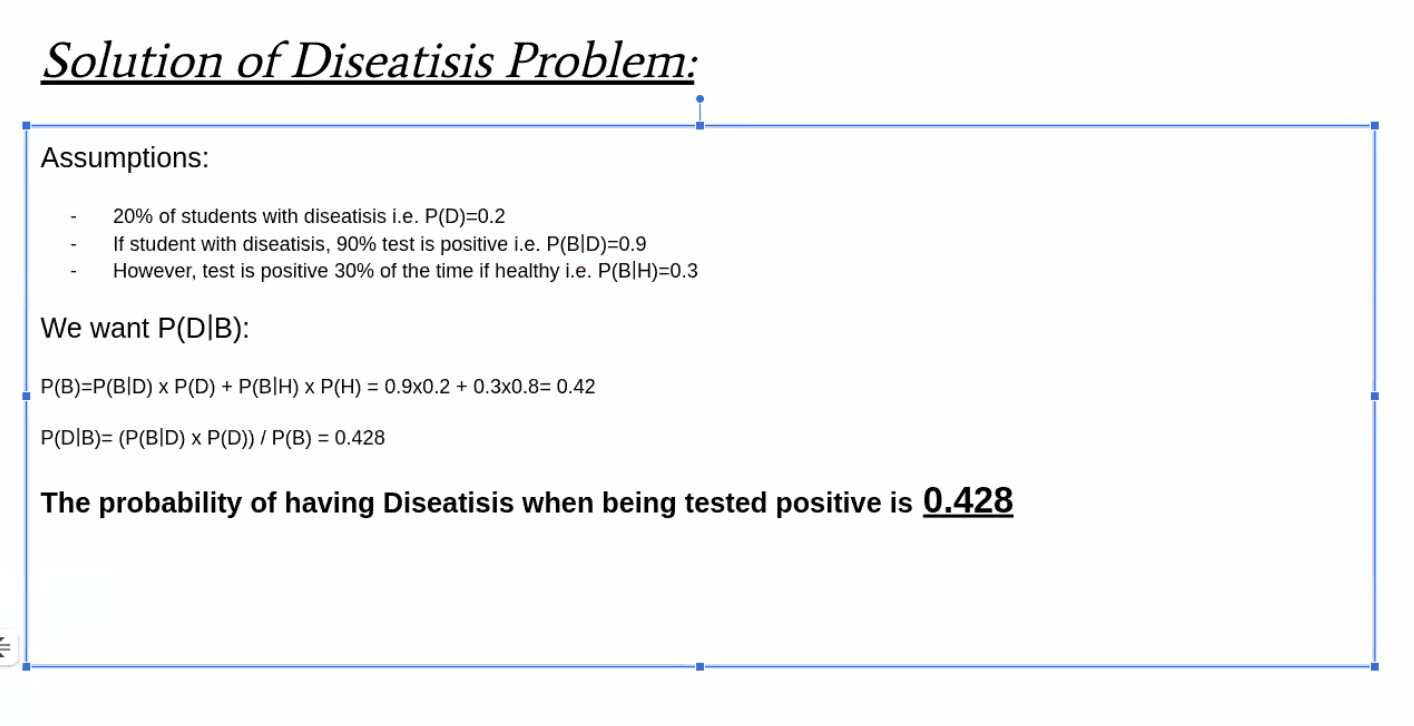 Solution of Diseatisis Problem:
Assumptions:
- 20% of students with diseatisis i.e. P(D)=0.2
- If student with diseatisis, 90% test is positive i.e. P(B|D)=0.9
- However, test is positive 30% of the time if healthy i.e. P(B|H)=0.3
We want P(D|B):
P(B)=P(B|D) x P(D) + P(B|H) x P(H) = 0.9x0.2 + 0.3x0.8= 0.42
P(D|B)= (P(B|D) x P(D)) / P(B) = 0.428
The probability of having Diseatisis when being tested positive is 0.428